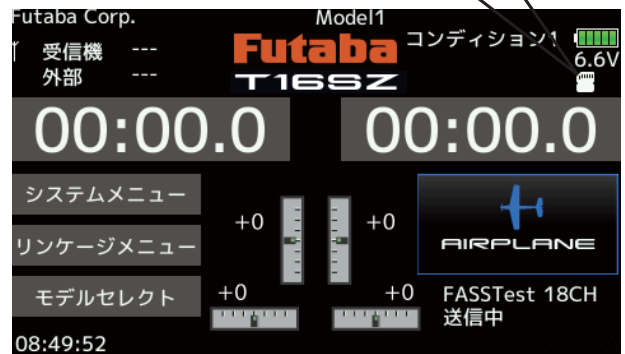 Futaba Corp.
Model1
コンディション1
6.6V
受信機 ---
外部 ---
Futaba
T16SZ
00:00.0
00:00.0
システムメニュー
リンケージメニュー
モデルセレクト
+0
+0
+0
+0
AIRPLANE
FASSTest 18CH
送信中
08:49:52